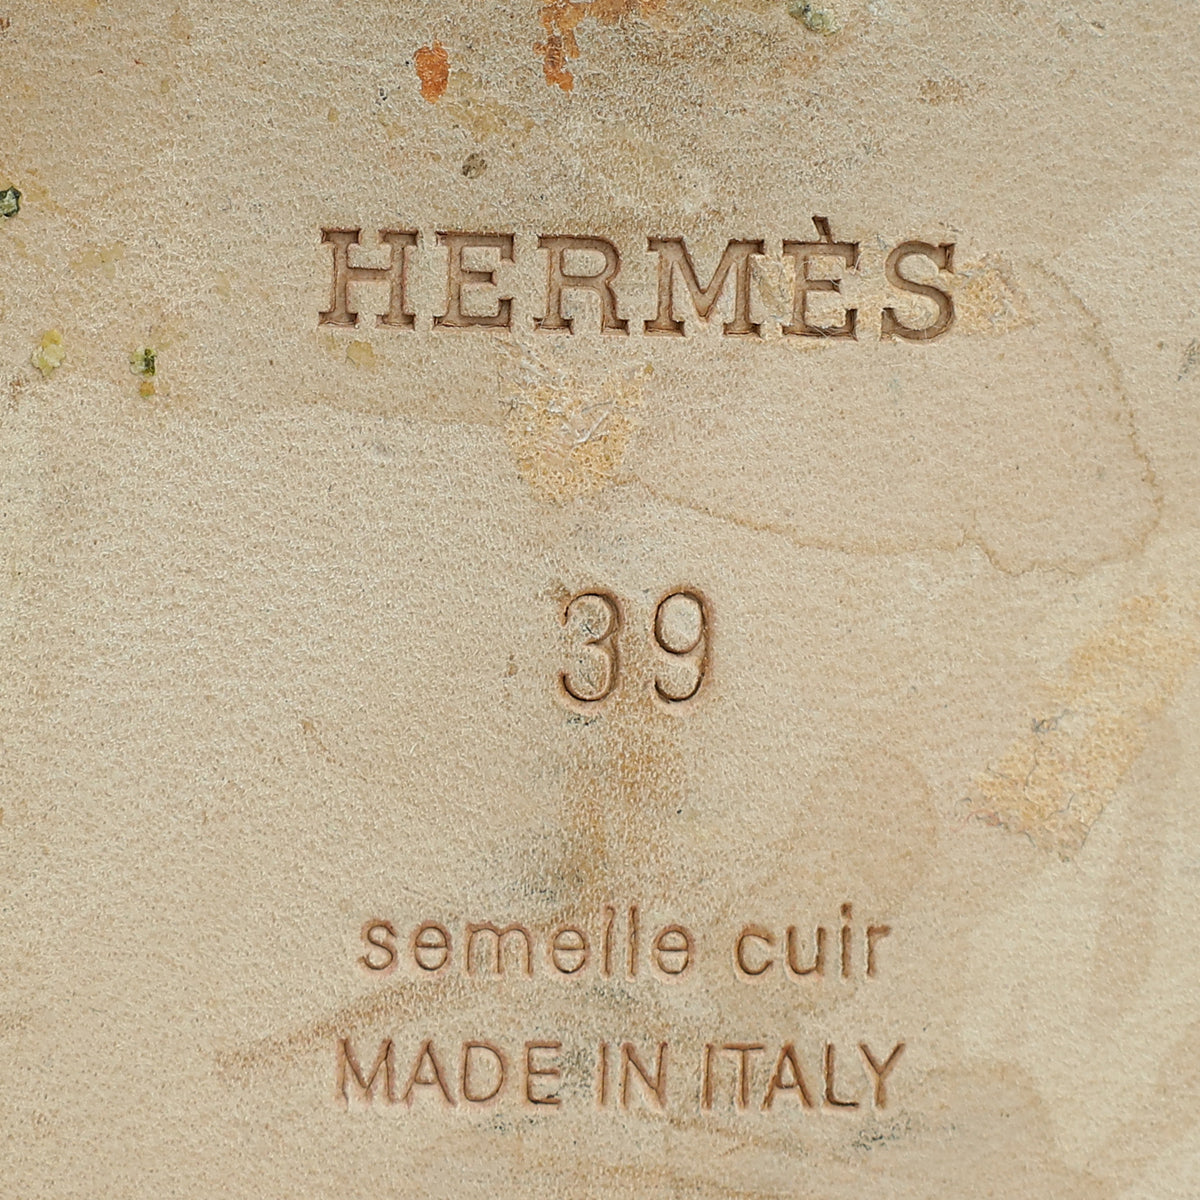 HERMÈS
39
semelle cuir
MADE IN ITALY